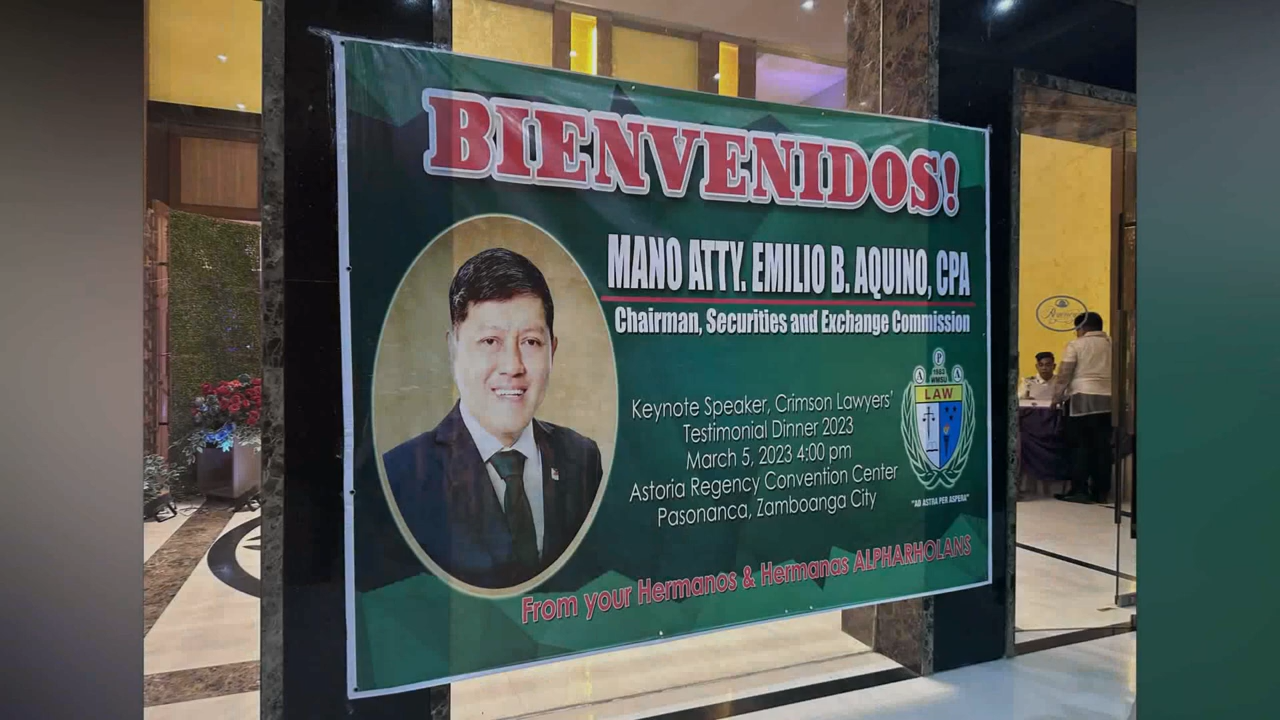 BIENVENIDOS!
MANO ATTY. EMILIO B. AQUINO, CPA
Chairman, Securities and Exchange Commission
Keynote Speaker, Crimson Lawyers'
Testimonial Dinner 2023
March 5, 2023 4:00 pm
Astoria Regency Convention Center
Pasonanca, Zamboanga City
P
A 1983 A
WMSU
LAW
"AD ASTRA PER ASPERA"
From your Hermanos & Hermanas ALPHARHOLANS